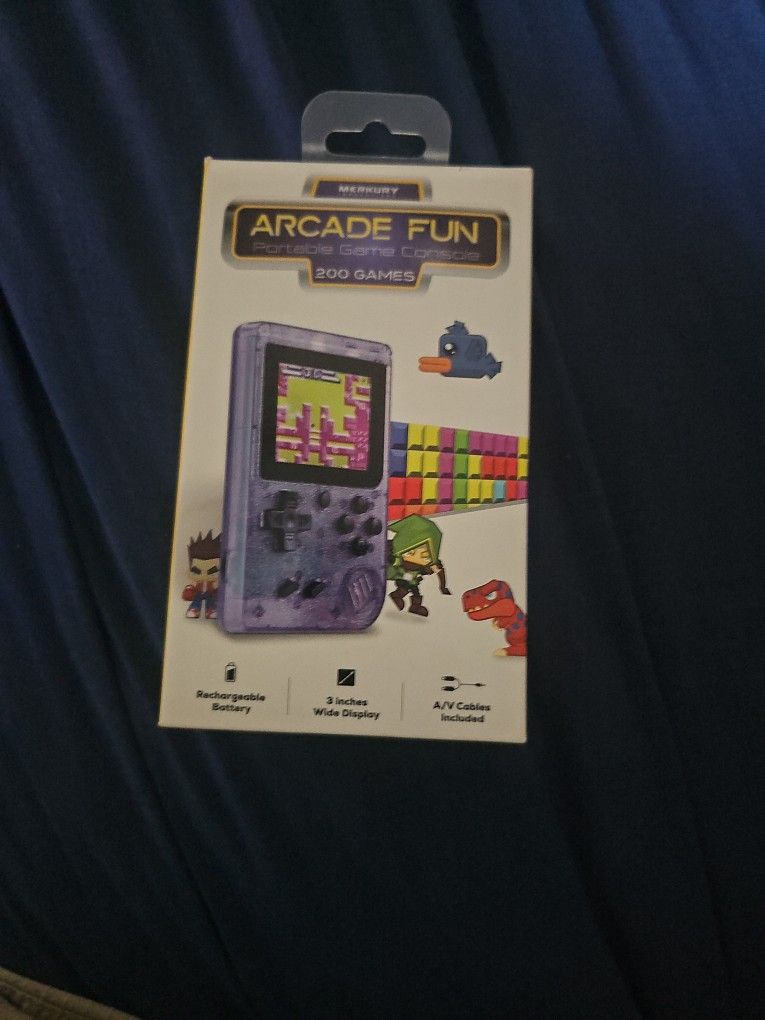 MERKURY
ARCADE FUN
Portable Game Console
200 GAMES
Rechargeable
Battery
3 inches
Wide Display
A/V Cables
Included